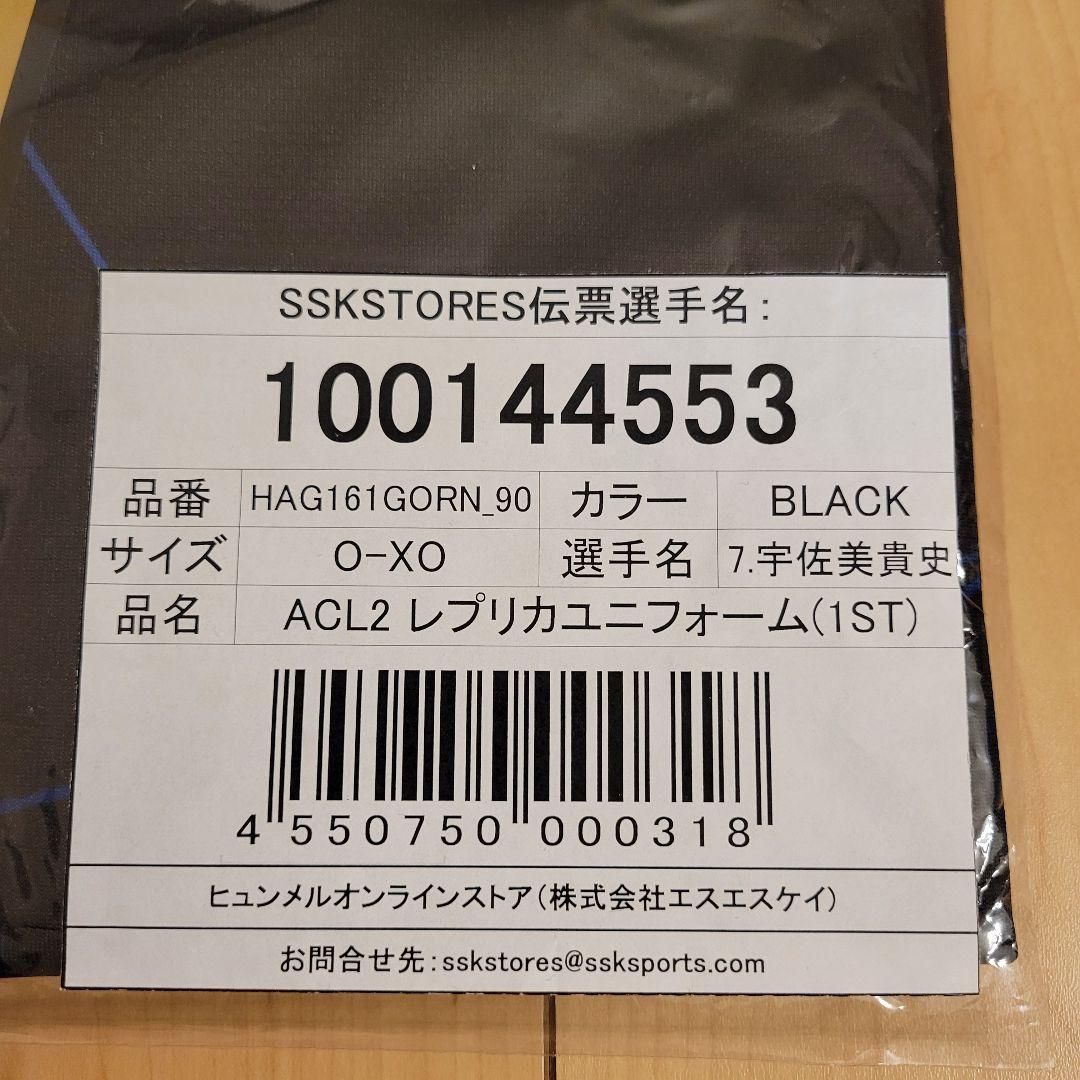 SSKSTORES伝票選手名:
100144553
品番 HAG161GORN_90 カラー BLACK
サイズ O-XO 選手名 7.宇佐美貴史
品名 ACL2 レプリカユニフォーム(1ST)
4 550750 000318
ヒュンメルオンラインストア(株式会社エスエスケイ)
お問合せ先:sskstores@ssksports.com